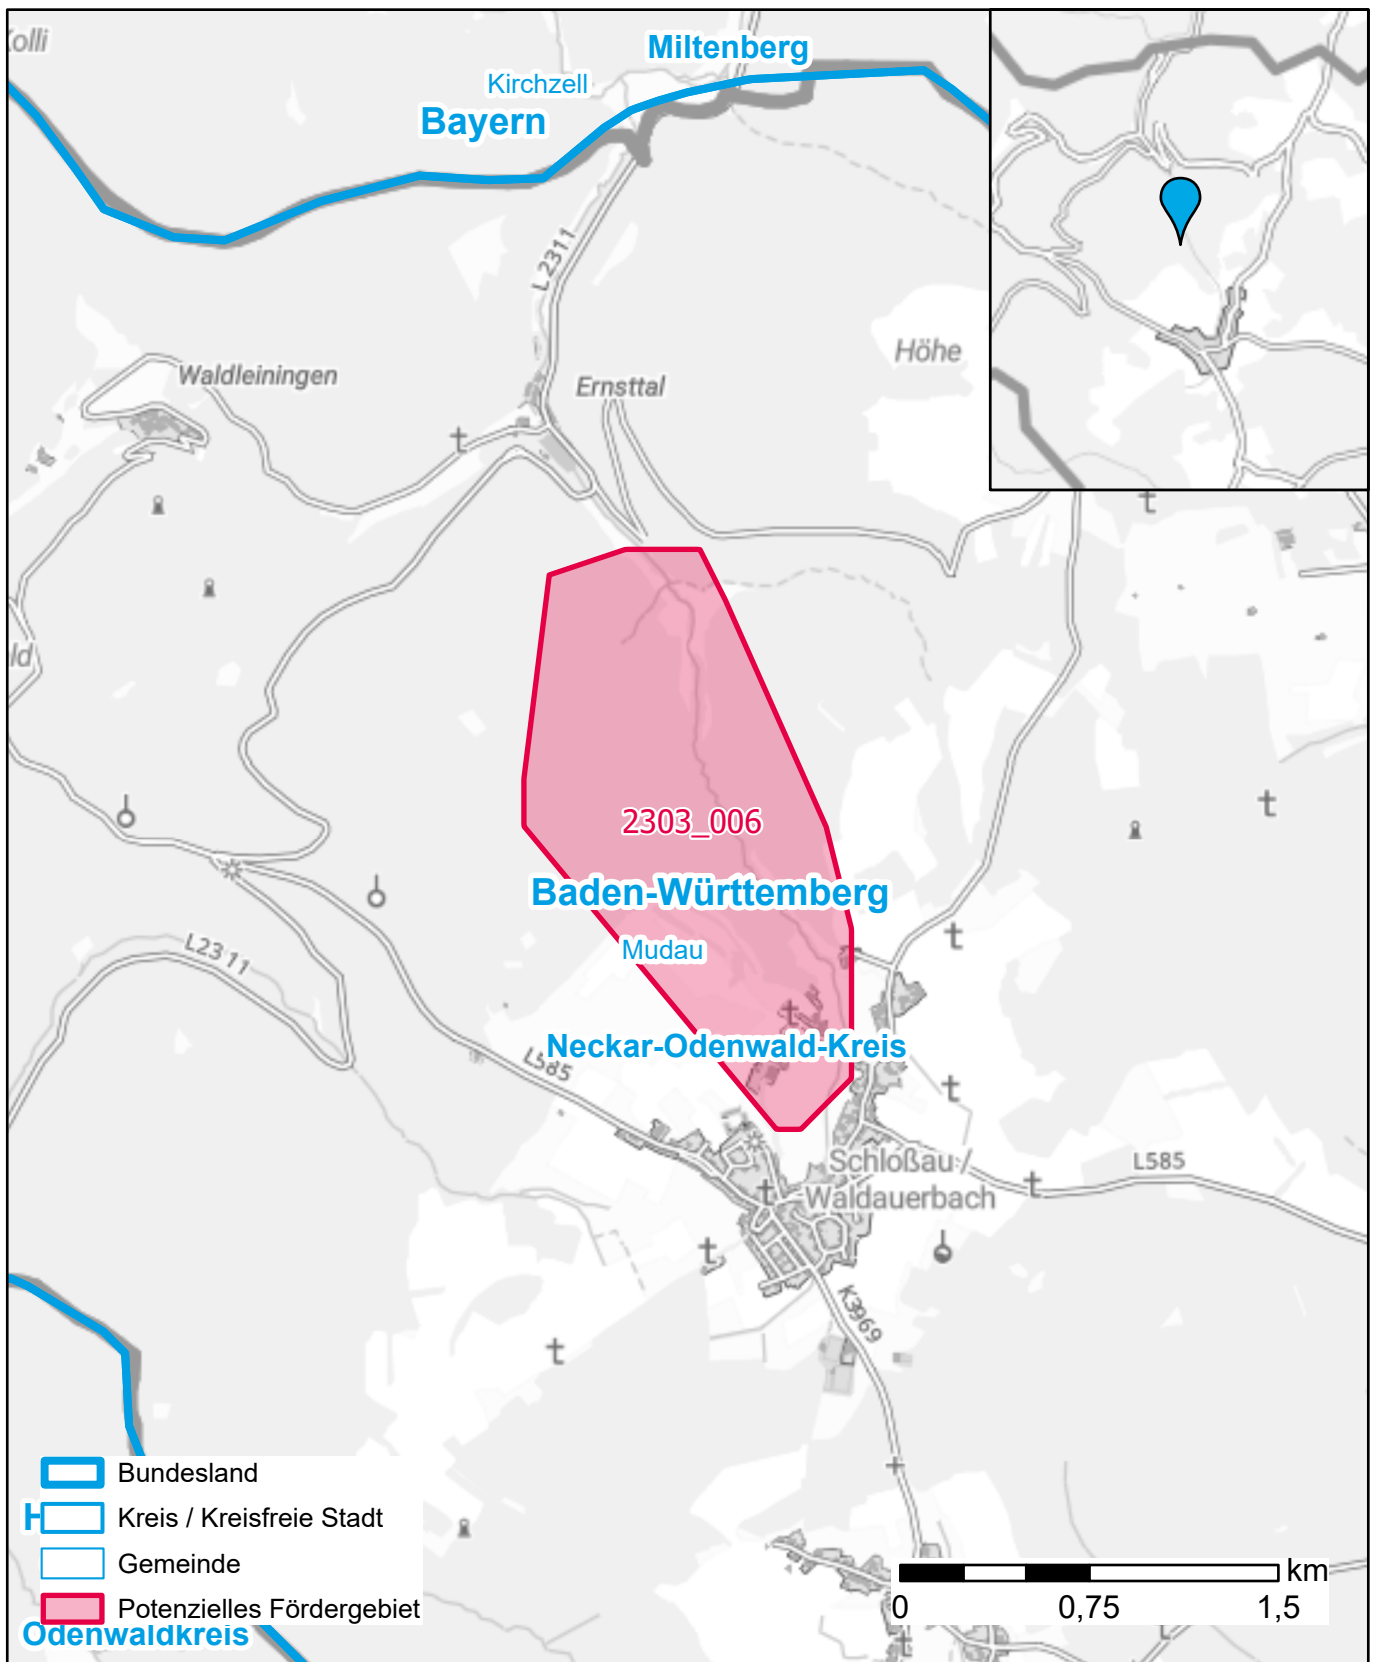 olli
Miltenberg
Kirchzell
Bayern
L 2311
Höhe
Waldleiningen
Ernsttal
ld
2303_006
Baden-Württemberg
Mudau
L2311
Neckar-Odenwald-Kreis
L585
Schloßau /
Waldauerbach
L585
K3969
Bundesland
H
Kreis / Kreisfreie Stadt
Gemeinde
Potenzielles Fördergebiet
Odenwaldkreis
km
0
0,75
1,5